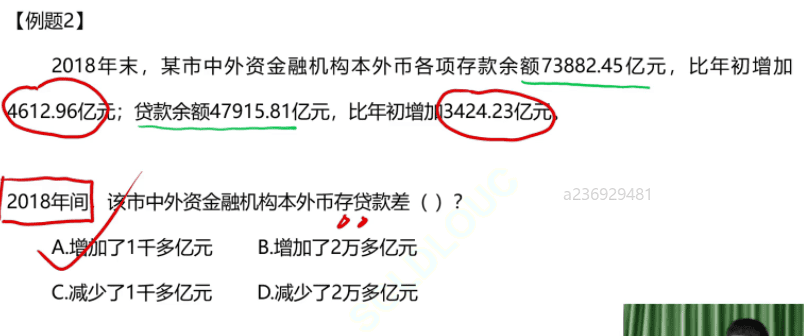 【例题2】
2018年末，某市中外资金融机构本外币各项存款余额73882.45亿元，比年初增加
4612.96亿元；贷款余额47915.81亿元，比年初增加3424.23亿元。
2018年间，该市中外资金融机构本外币存贷款差（ ）？
a236929481
A.增加了1千多亿元 B.增加了2万多亿元
C.减少了1千多亿元 D.减少了2万多亿元